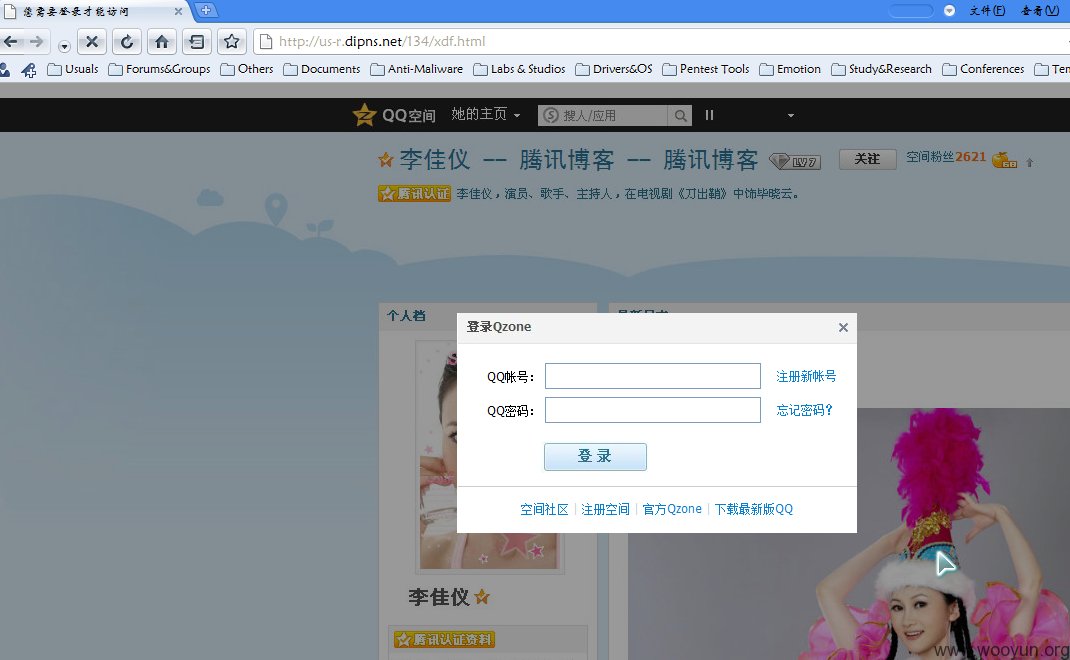 您需要登录才能访问
文件(F) 查看(V)
http://us-r.dipns.net/134/xdf.html
Usuals Forums&Groups Others Documents Anti-Malware Labs & Studios Drivers&OS Pentest Tools Emotion Study&Research Conferences
QQ空间 她的主页 搜人/应用
李佳仪 -- 腾讯博客 -- 腾讯博客 LV7 关注 空间粉丝2621
腾讯认证 李佳仪，演员、歌手、主持人，在电视剧《刀出鞘》中饰毕晓云。
个人档
登录Qzone
QQ帐号： 注册新帐号
QQ密码： 忘记密码？
登 录
空间社区 | 注册空间 | 官方Qzone | 下载最新版QQ
李佳仪
腾讯认证资料
www.wooyun.org